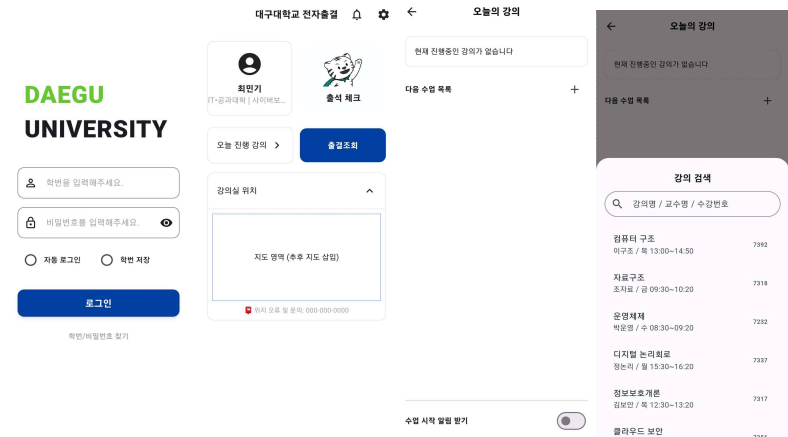 DAEGU
UNIVERSITY
학번을 입력해주세요.
비밀번호를 입력해주세요.
자동 로그인
학번 저장
로그인
학번/비밀번호 찾기
대구대학교 전자출결
최민기
IT•공과대학 | 사이버보...
출석 체크
오늘 진행 강의
출결조회
강의실 위치
지도 영역 (추후 지도 삽입)
위치 오류 및 문의: 000-000-0000
오늘의 강의
현재 진행중인 강의가 없습니다
다음 수업 목록
수업 시작 알림 받기
오늘의 강의
현재 진행중인 강의가 없습니다
다음 수업 목록
강의 검색
강의명 / 교수명 / 수강번호
컴퓨터 구조
이구조 / 목 13:00~14:50
7392
자료구조
조자료 / 금 09:30~10:20
7318
운영체제
박운영 / 수 08:30~09:20
7232
디지털 논리회로
정논리 / 월 15:30~16:20
7337
정보보호개론
김보안 / 목 12:30~13:20
7317
클라우드 보안